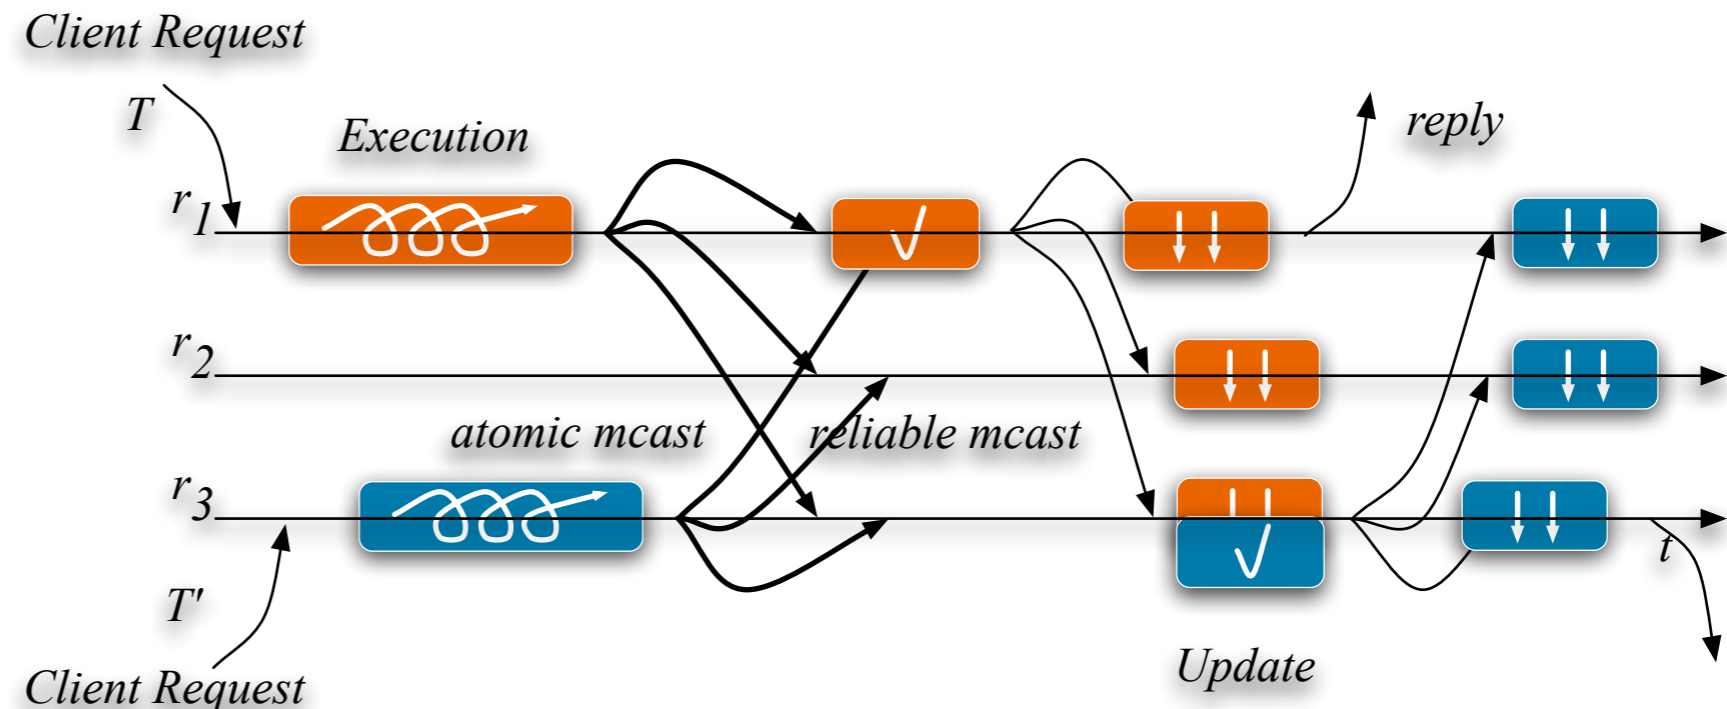 Client Request
T
Execution
reply
r1
r2
atomic mcast reliable mcast
r3
t
T'
Update
Client Request